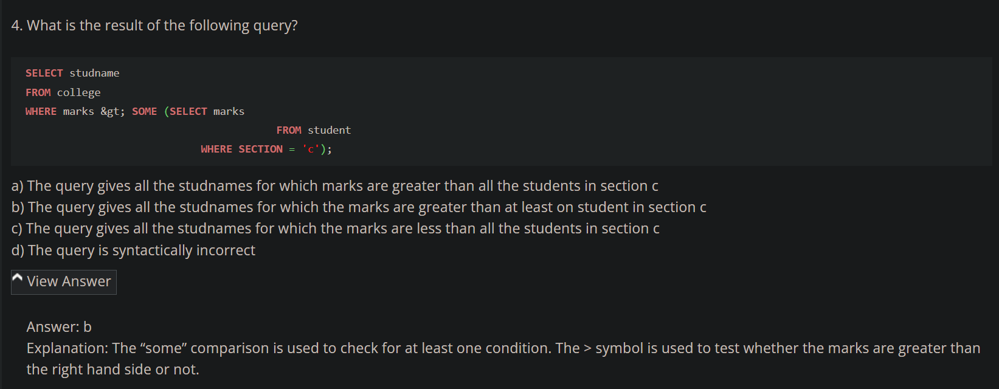 4. What is the result of the following query?
SELECT studname
FROM college
WHERE marks &gt; SOME (SELECT marks
FROM student
WHERE SECTION = 'c');
a) The query gives all the studnames for which marks are greater than all the students in section c
b) The query gives all the studnames for which the marks are greater than at least on student in section c
c) The query gives all the studnames for which the marks are less than all the students in section c
d) The query is syntactically incorrect
View Answer
Answer: b
Explanation: The “some” comparison is used to check for at least one condition. The > symbol is used to test whether the marks are greater than
the right hand side or not.